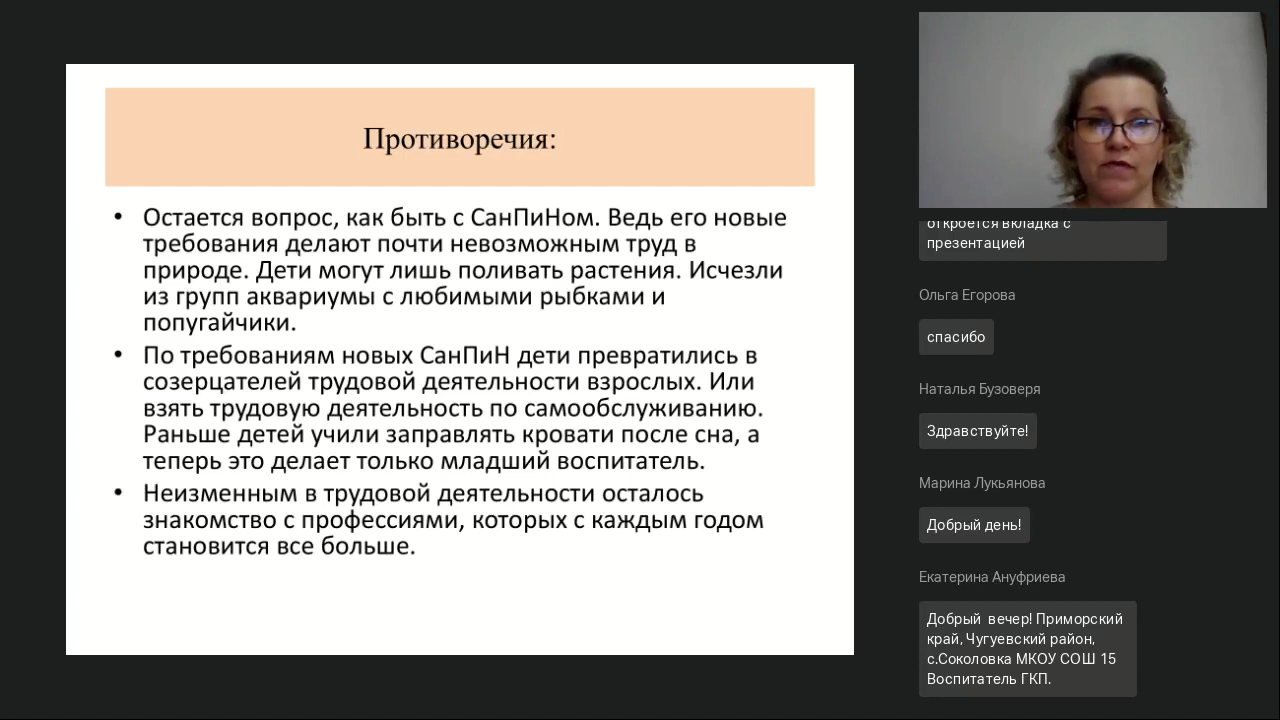 Противоречия:
• Остается вопрос, как быть с СанПиНом. Ведь его новые
требования делают почти невозможным труд в
природе. Дети могут лишь поливать растения. Исчезли
из групп аквариумы с любимыми рыбками и
попугайчики.
• По требованиям новых СанПиН дети превратились в
созерцателей трудовой деятельности взрослых. Или
взять трудовую деятельность по самообслуживанию.
Раньше детей учили заправлять кровати после сна, а
теперь это делает только младший воспитатель.
• Неизменным в трудовой деятельности осталось
знакомство с профессиями, которых с каждым годом
становится все больше.
откроется вкладка с
презентацией
Ольга Егорова
спасибо
Наталья Бузоверя
Здравствуйте!
Марина Лукьянова
Добрый день!
Екатерина Ануфриева
Добрый вечер! Приморский
край, Чугуевский район,
с.Соколовка МКОУ СОШ 15
Воспитатель ГКП.